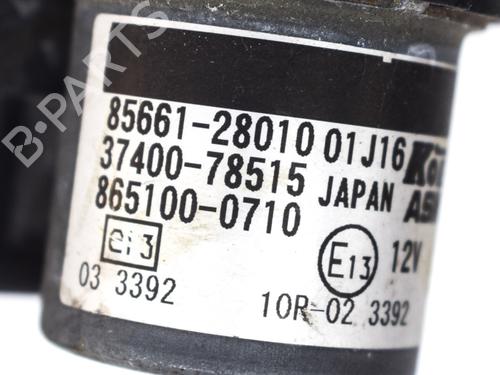 B-PARTS
85661-28010 01J16
37400-78515
865100-0710 JAPAN
e13 E13 12V
03 3392 10R-02 3392